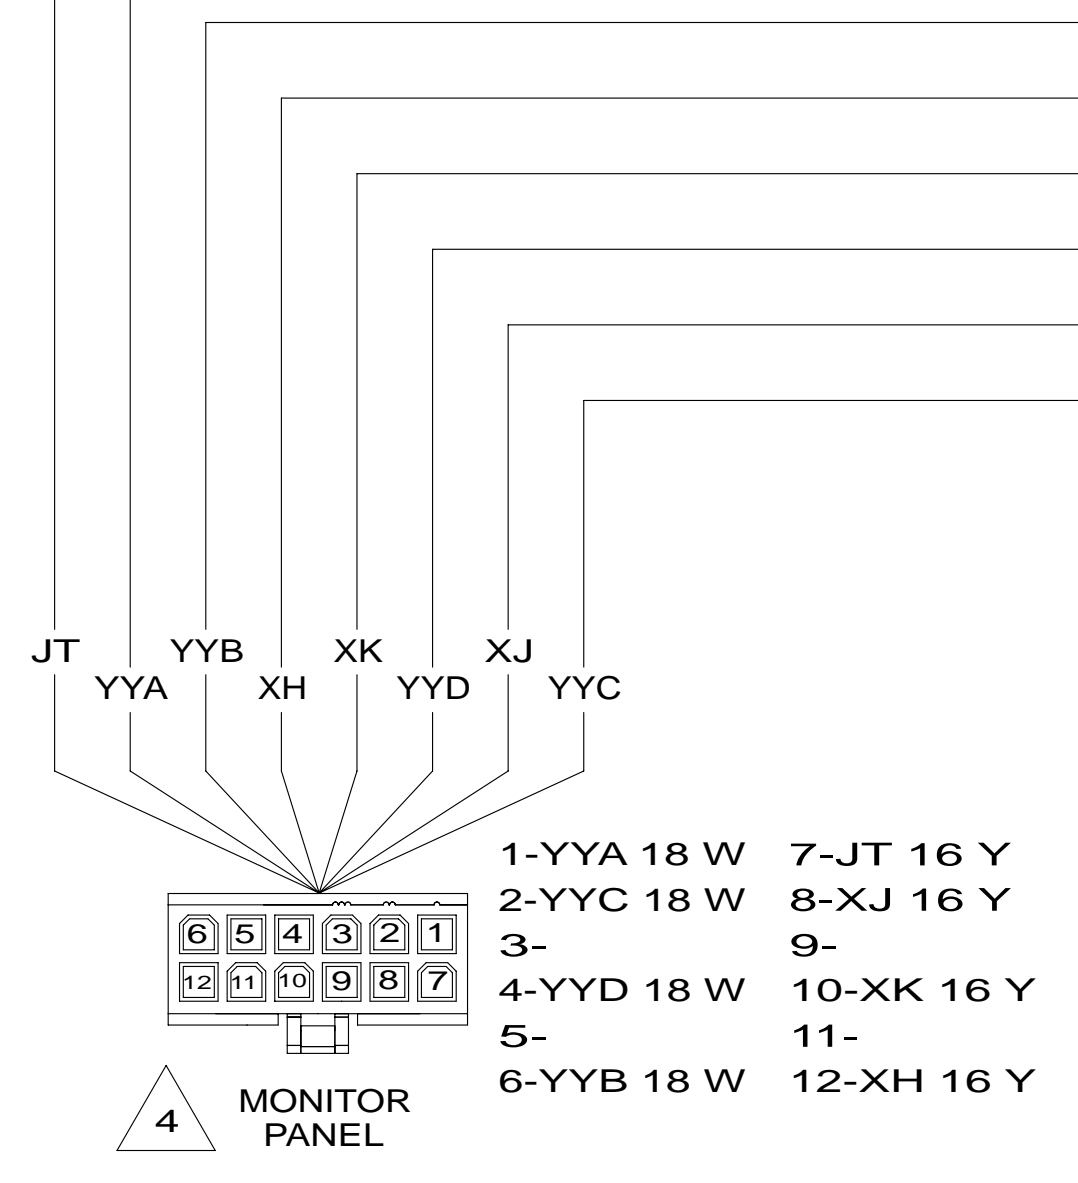 JT YYB XK XJ
YYA XH YYD YYC
1-YYA 18 W 7-JT 16 Y
2-YYC 18 W 8-XJ 16 Y
3- 9-
4-YYD 18 W 10-XK 16 Y
5- 11-
6-YYB 18 W 12-XH 16 Y
6 5 4 3 2 1
12 11 10 9 8 7
4
MONITOR
PANEL